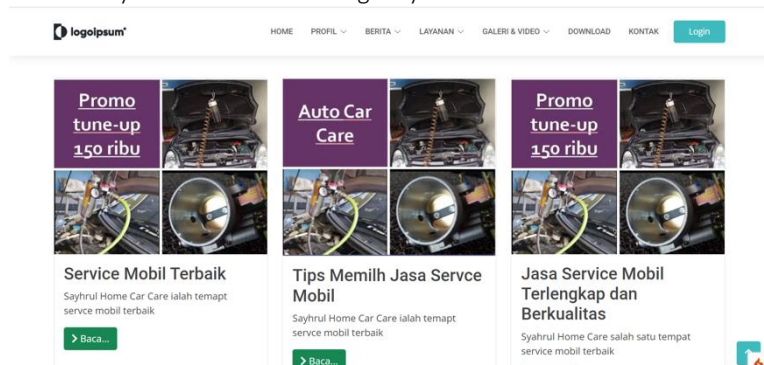 logoipsum
HOME PROFIL BERITA LAYANAN GALERI & VIDEO DOWNLOAD KONTAK Login
Promo
tune-up
150 ribu
Service Mobil Terbaik
Sayhrul Home Car Care ialah temapt
servce mobil terbaik
Baca...
Auto Car
Care
Tips Memilh Jasa Servce
Mobil
Sayhrul Home Car Care ialah temapt
servce mobil terbaik
Baca...
Promo
tune-up
150 ribu
Jasa Service Mobil
Terlengkap dan
Berkualitas
Syahrul Home Care salah satu tempat
service mobil terbaik